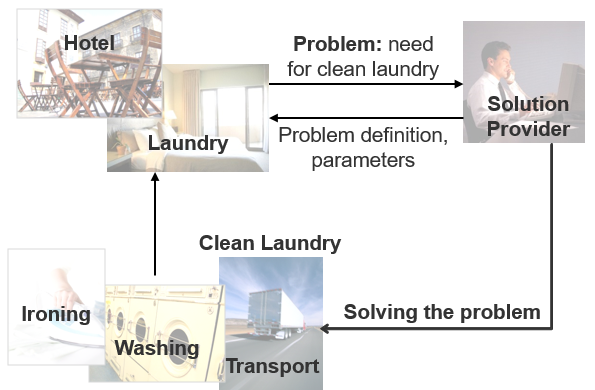 Hotel
Problem: need
for clean laundry
Solution
Provider
Laundry
Problem definition,
parameters
Clean Laundry
Ironing
Washing
Transport
Solving the problem